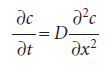 ∂c/∂t = D ∂²c/∂x²